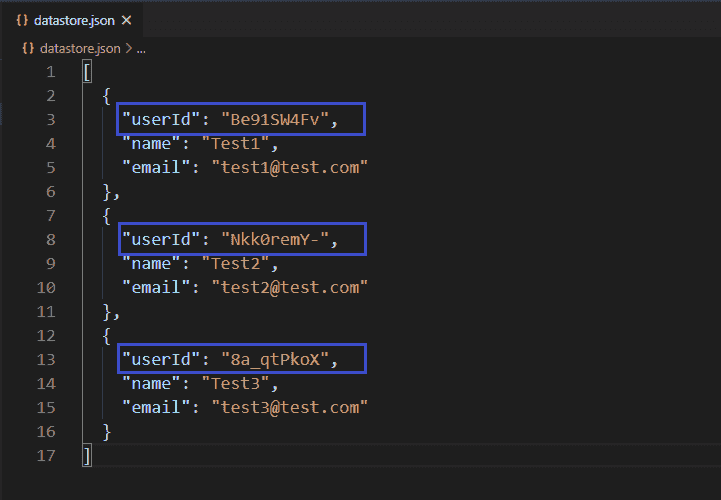 {} datastore.json ×
{} datastore.json > ...
1 [
2 {
3 "userId": "Be91SW4Fv",
4 "name": "Test1",
5 "email": "test1@test.com"
6 },
7 {
8 "userId": "Nkk0remY-",
9 "name": "Test2",
10 "email": "test2@test.com"
11 },
12 {
13 "userId": "8a_qtPkoX",
14 "name": "Test3",
15 "email": "test3@test.com"
16 }
17 ]